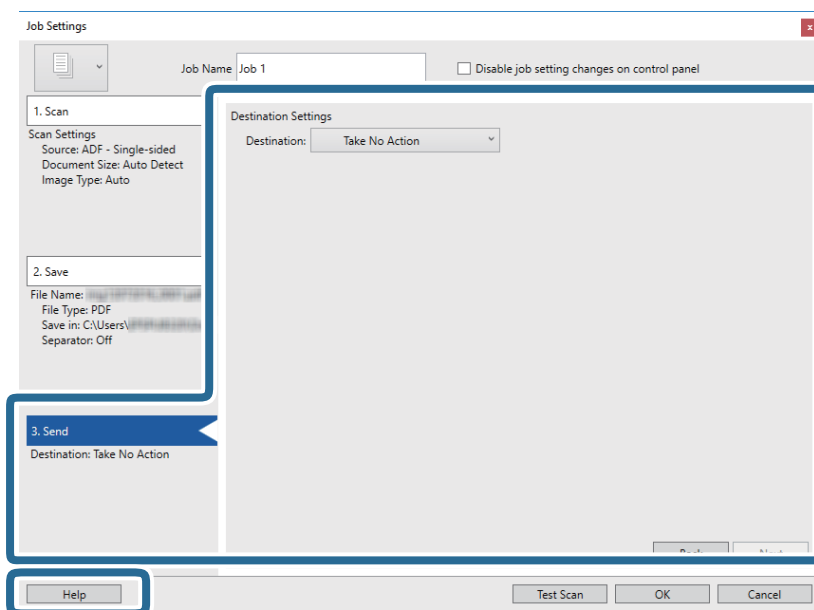 Job Settings
x
Job Name Job 1
Disable job setting changes on control panel
1. Scan
Scan Settings
Source: ADF - Single-sided
Document Size: Auto Detect
Image Type: Auto
2. Save
File Name:
File Type: PDF
Save in: C:\Users\
Separator: Off
3. Send
Destination: Take No Action
Destination Settings
Destination: Take No Action
Help
Test Scan
OK
Cancel